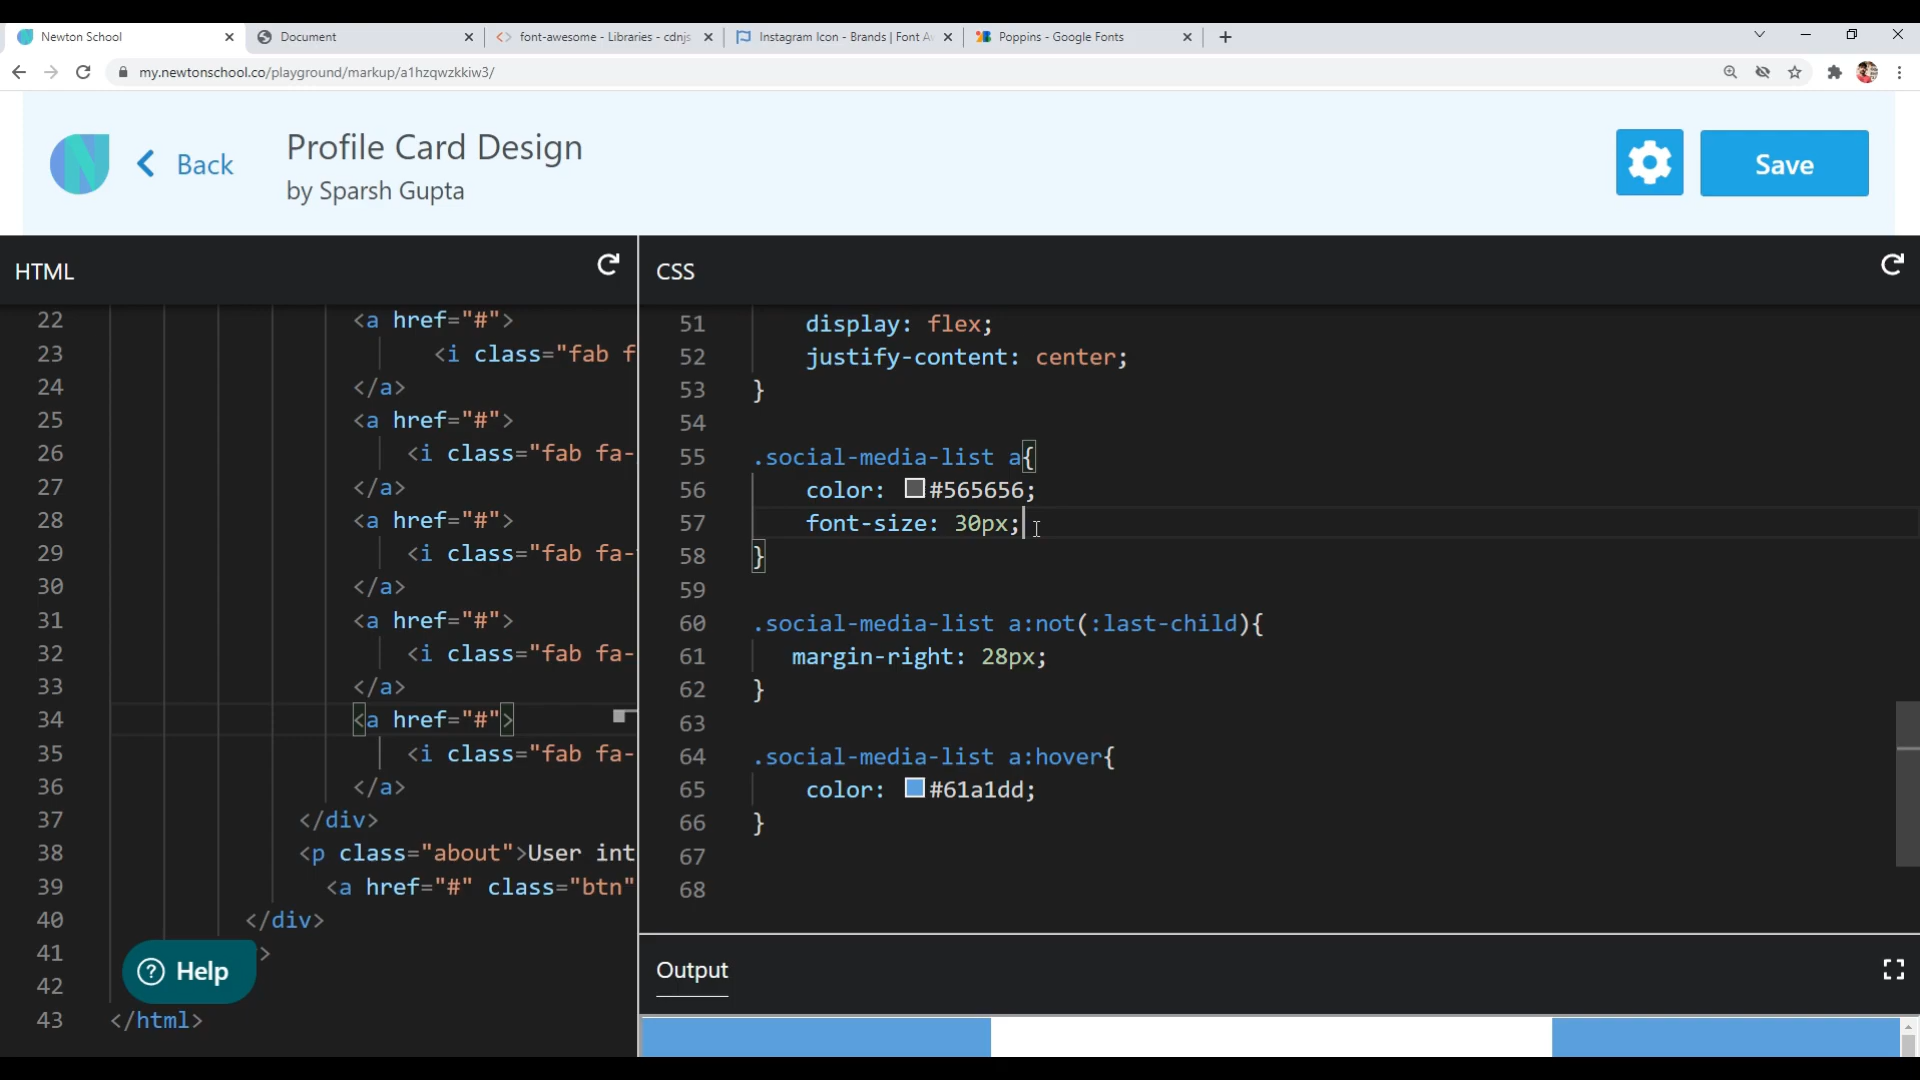 Newton School
Document
font-awesome - Libraries - cdnjs
Instagram Icon - Brands | Font A
Poppins - Google Fonts
my.newtonschool.co/playground/markup/a1hzqwzkkiw3/
Back
Profile Card Design
by Sparsh Gupta
Save
HTML
22 <a href="#">
23 <i class="fab f
24 </a>
25 <a href="#">
26 <i class="fab fa-
27 </a>
28 <a href="#">
29 <i class="fab fa-
30 </a>
31 <a href="#">
32 <i class="fab fa-
33 </a>
34 <a href="#">
35 <i class="fab fa-
36 </a>
37 </div>
38 <p class="about">User int
39 <a href="#" class="btn"
40 </div>
41 >
42
43 </html>
Help
CSS
51 display: flex;
52 justify-content: center;
53 }
54
55 .social-media-list a{
56 color: #565656;
57 font-size: 30px;
58 }
59
60 .social-media-list a:not(:last-child){
61 margin-right: 28px;
62 }
63
64 .social-media-list a:hover{
65 color: #61a1dd;
66 }
67
68
Output